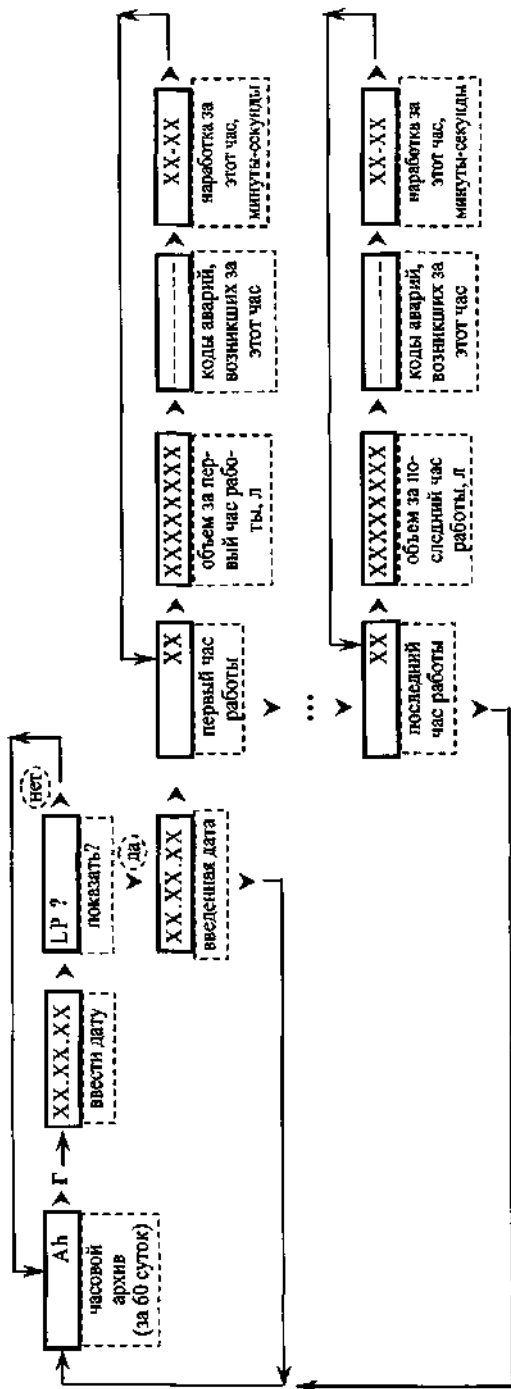 Ah
часовой
архив
(за 60 суток)
Г
XX.XX.XX
ввести дату
LP ?
показать?
нет
да
XX.XX.XX
введенная дата
XX
первый час
работы
XXXXXXXXX
объем за пер-
вый час рабо-
ты, л
--------
коды аварий,
возникших за
этот час
XX-XX
наработка за
этот час,
минуты-секунды
...
XX
последний
час работы
XXXXXXXXX
объем за по-
следний час
работы, л
--------
коды аварий,
возникших за
этот час
XX-XX
наработка за
этот час,
минуты-секунды